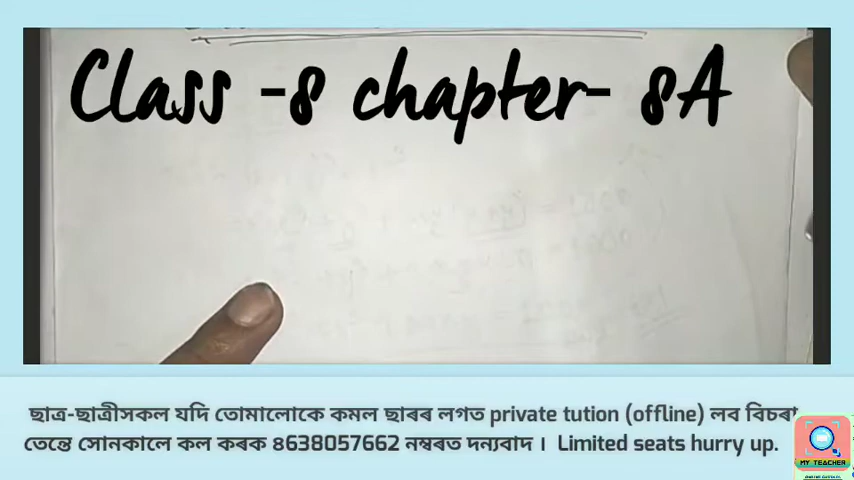 Class -8 chapter- 8A
ছাত্ৰ-ছাত্ৰীসকল যদি তোমালোকে কমল ছাৰৰ লগত private tution (offline) লব বিচৰা
তেন্তে সোনকালে কল কৰক ৪638057662 নম্বৰত দন্যবাদ । Limited seats hurry up.
MY TEACHER